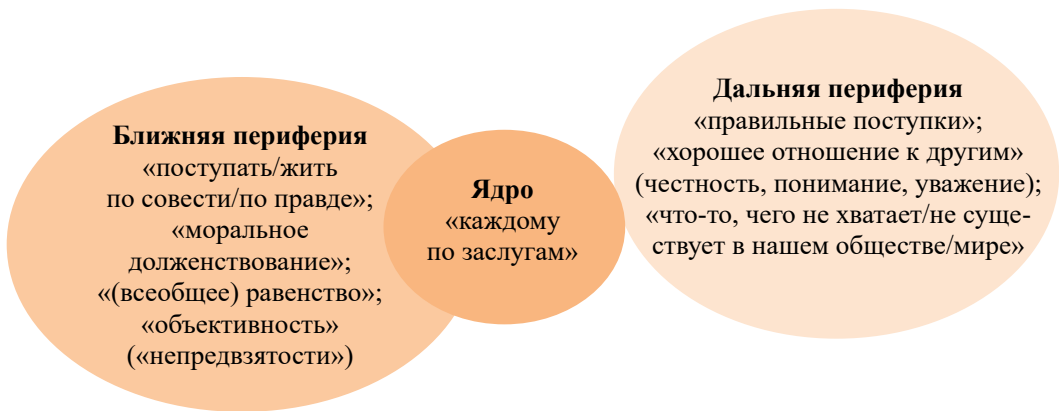 Ближняя периферия
«поступать/жить
по совести/по правде»;
«моральное
долженствование»;
«(всеобщее) равенство»;
«объективность»
(«непредвзятости»)
Ядро
«каждому
по заслугам»
Дальняя периферия
«правильные поступки»;
«хорошее отношение к другим»
(честность, понимание, уважение);
«что-то, чего не хватает/не суще-
ствует в нашем обществе/мире»